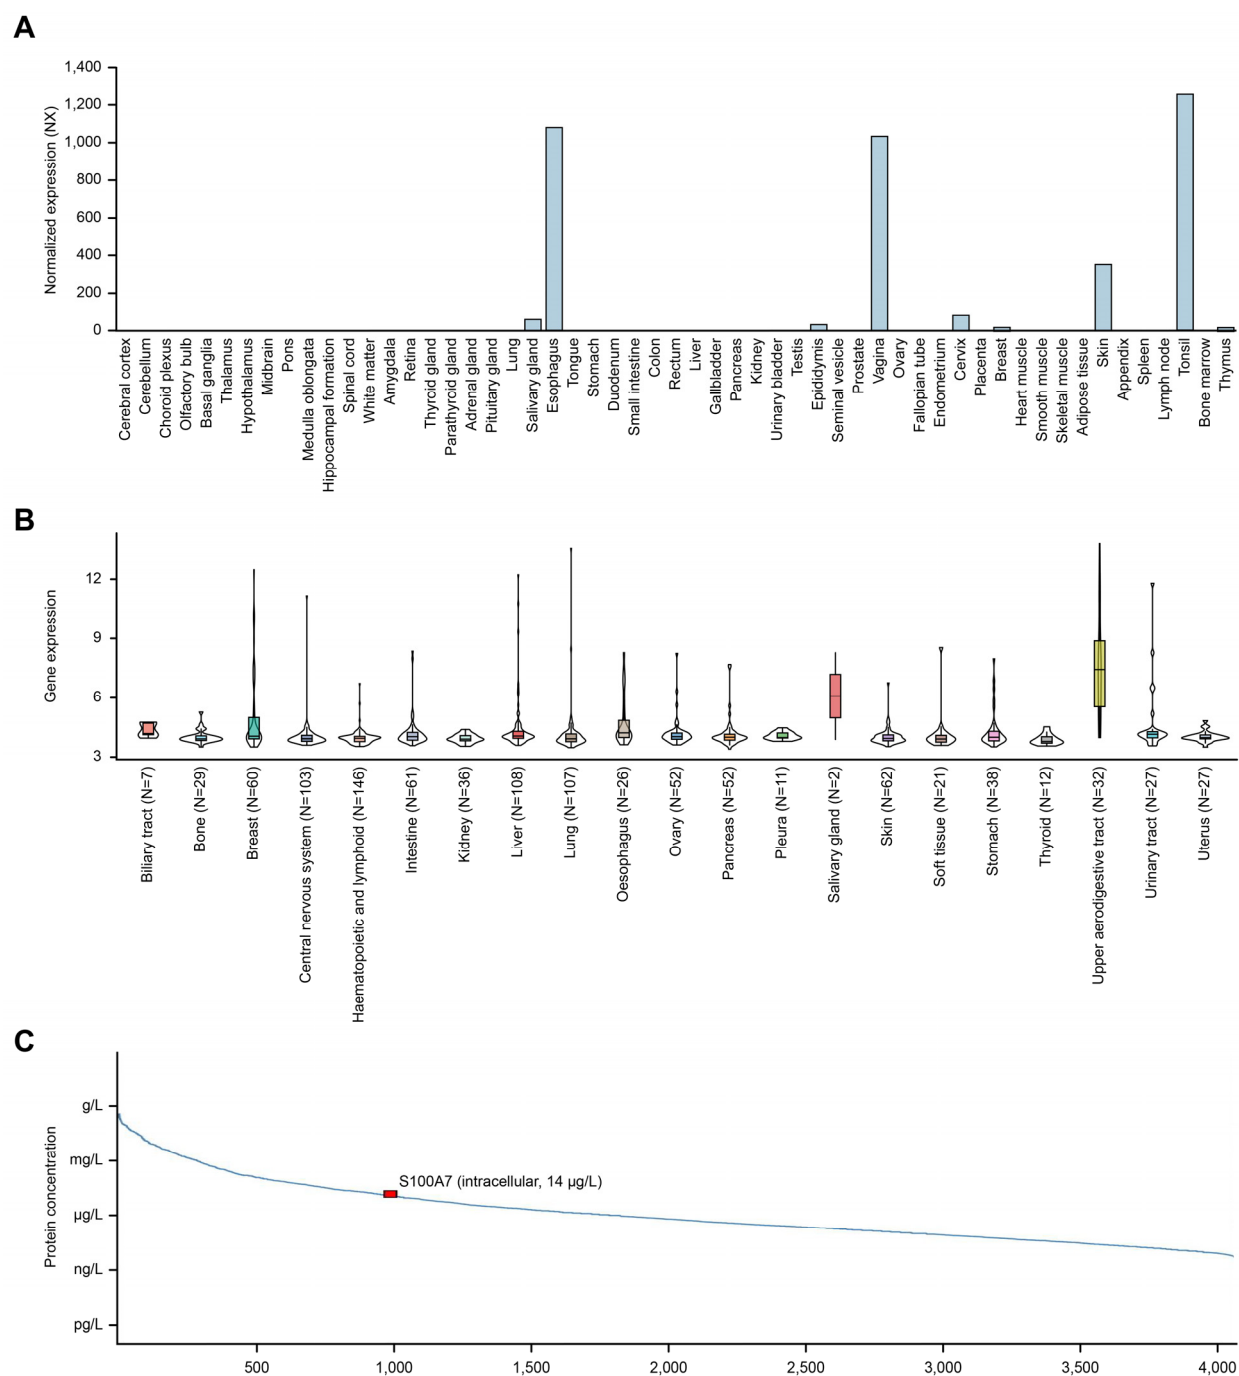 A
1,400
1,200
1,000
800
600
400
200
0
Normalized expression (NX)
Cerebral cortex
Cerebellum
Choroid plexus
Olfactory bulb
Basal ganglia
Thalamus
Hypothalamus
Midbrain
Pons
Medulla oblongata
Hippocampal formation
Spinal cord
White matter
Amygdala
Retina
Thyroid gland
Parathyroid gland
Adrenal gland
Pituitary gland
Lung
Salivary gland
Esophagus
Tongue
Stomach
Duodenum
Small intestine
Colon
Rectum
Liver
Gallbladder
Pancreas
Kidney
Urinary bladder
Testis
Epididymis
Seminal vesicle
Prostate
Vagina
Ovary
Fallopian tube
Endometrium
Cervix
Placenta
Breast
Heart muscle
Smooth muscle
Skeletal muscle
Adipose tissue
Skin
Appendix
Spleen
Lymph node
Tonsil
Bone marrow
Thymus
B
12
9
6
3
Gene expression
Biliary tract (N=7)
Bone (N=29)
Breast (N=60)
Central nervous system (N=103)
Haematopoietic and lymphoid (N=146)
Intestine (N=61)
Kidney (N=36)
Liver (N=108)
Lung (N=107)
Oesophagus (N=26)
Ovary (N=52)
Pancreas (N=52)
Pleura (N=11)
Salivary gland (N=2)
Skin (N=62)
Soft tissue (N=21)
Stomach (N=38)
Thyroid (N=12)
Upper aerodigestive tract (N=32)
Urinary tract (N=27)
Uterus (N=27)
C
g/L
mg/L
µg/L
ng/L
pg/L
Protein concentration
S100A7 (intracellular, 14 µg/L)
500
1,000
1,500
2,000
2,500
3,000
3,500
4,000